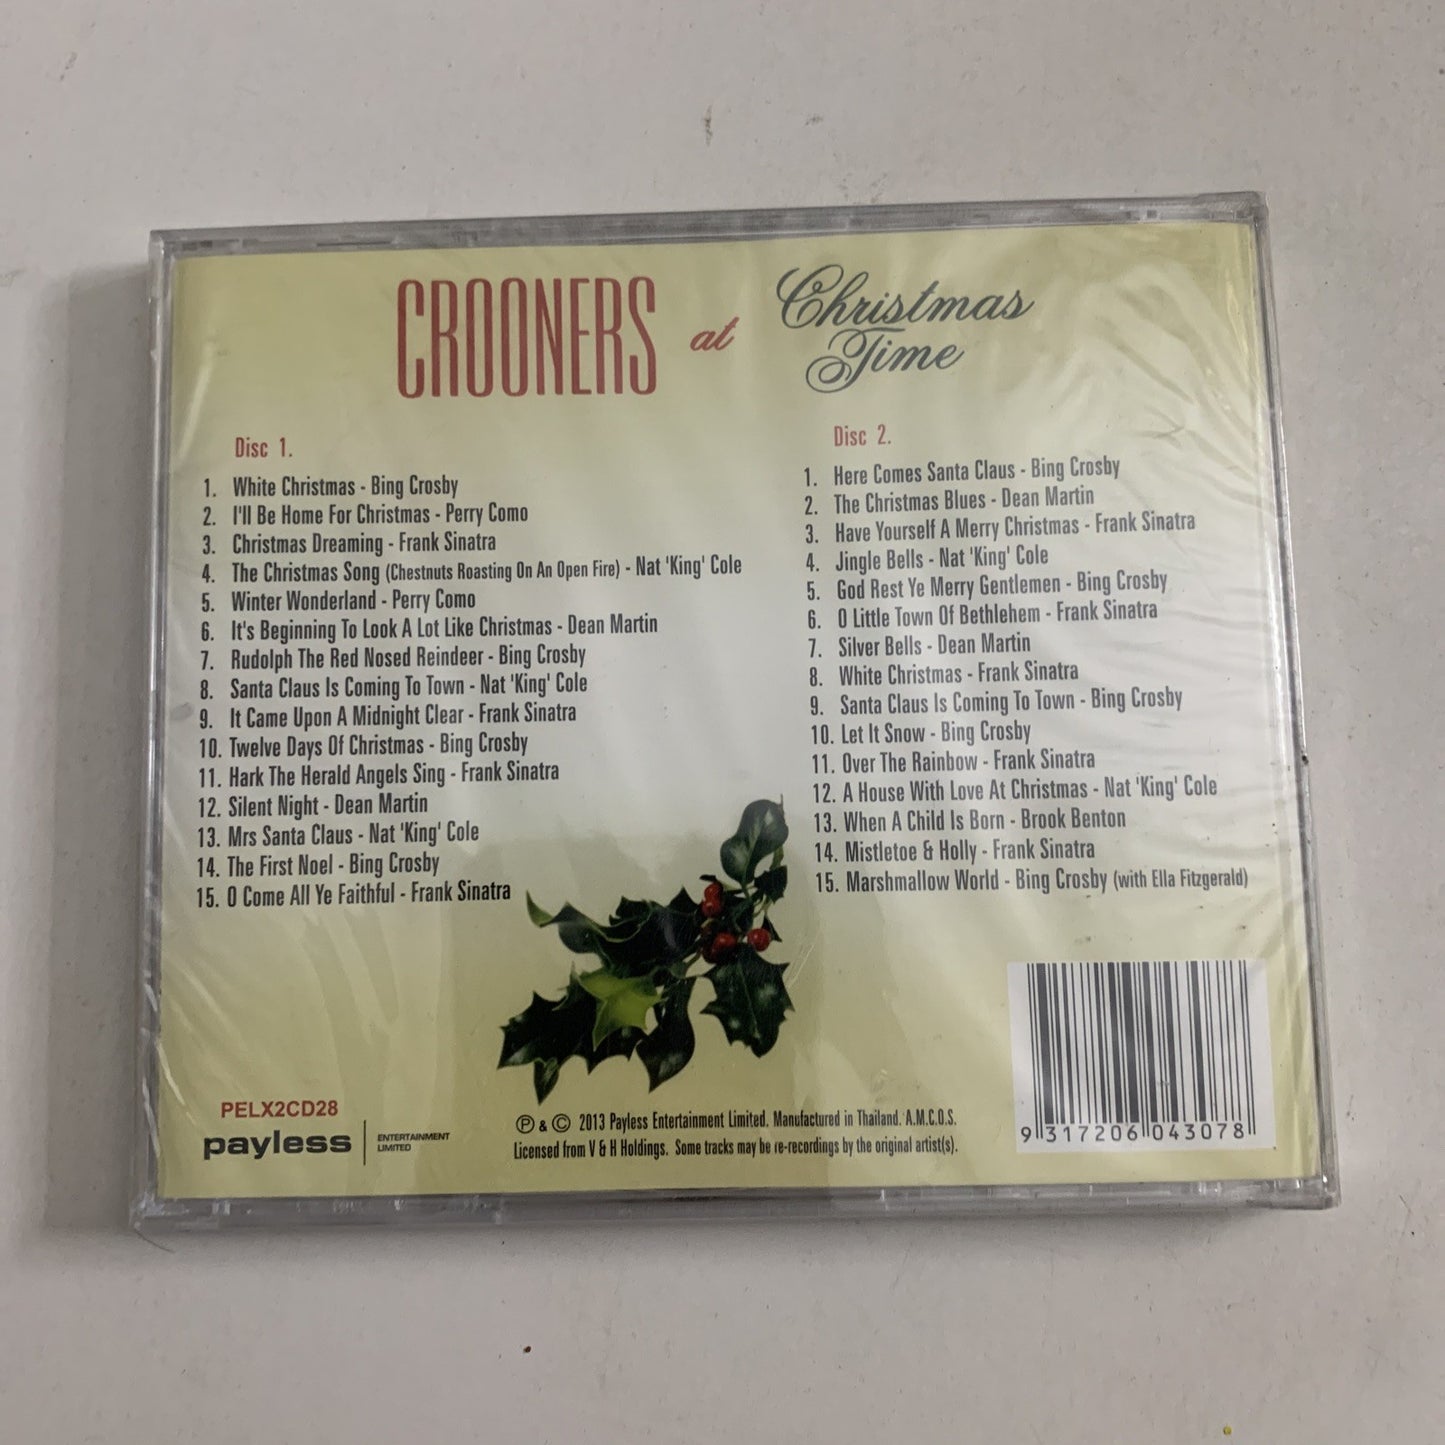 CROONERS at Christmas Time
Disc 1.
1. White Christmas - Bing Crosby
2. I'll Be Home For Christmas - Perry Como
3. Christmas Dreaming - Frank Sinatra
4. The Christmas Song (Chestnuts Roasting On An Open Fire) - Nat 'King' Cole
5. Winter Wonderland - Perry Como
6. It's Beginning To Look A Lot Like Christmas - Dean Martin
7. Rudolph The Red Nosed Reindeer - Bing Crosby
8. Santa Claus Is Coming To Town - Nat 'King' Cole
9. It Came Upon A Midnight Clear - Frank Sinatra
10. Twelve Days Of Christmas - Bing Crosby
11. Hark The Herald Angels Sing - Frank Sinatra
12. Silent Night - Dean Martin
13. Mrs Santa Claus - Nat 'King' Cole
14. The First Noel - Bing Crosby
15. O Come All Ye Faithful - Frank Sinatra
Disc 2.
1. Here Comes Santa Claus - Bing Crosby
2. The Christmas Blues - Dean Martin
3. Have Yourself A Merry Christmas - Frank Sinatra
4. Jingle Bells - Nat 'King' Cole
5. God Rest Ye Merry Gentlemen - Bing Crosby
6. O Little Town Of Bethlehem - Frank Sinatra
7. Silver Bells - Dean Martin
8. White Christmas - Frank Sinatra
9. Santa Claus Is Coming To Town - Bing Crosby
10. Let It Snow - Bing Crosby
11. Over The Rainbow - Frank Sinatra
12. A House With Love At Christmas - Nat 'King' Cole
13. When A Child Is Born - Brook Benton
14. Mistletoe & Holly - Frank Sinatra
15. Marshmallow World - Bing Crosby (with Ella Fitzgerald)
PELX2CD28
payless
ENTERTAINMENT
LIMITED
℗ & © 2013 Payless Entertainment Limited. Manufactured in Thailand. A.M.C.O.S.
Licensed from V & H Holdings. Some tracks may be re-recordings by the original artist(s).
9 317206 043078